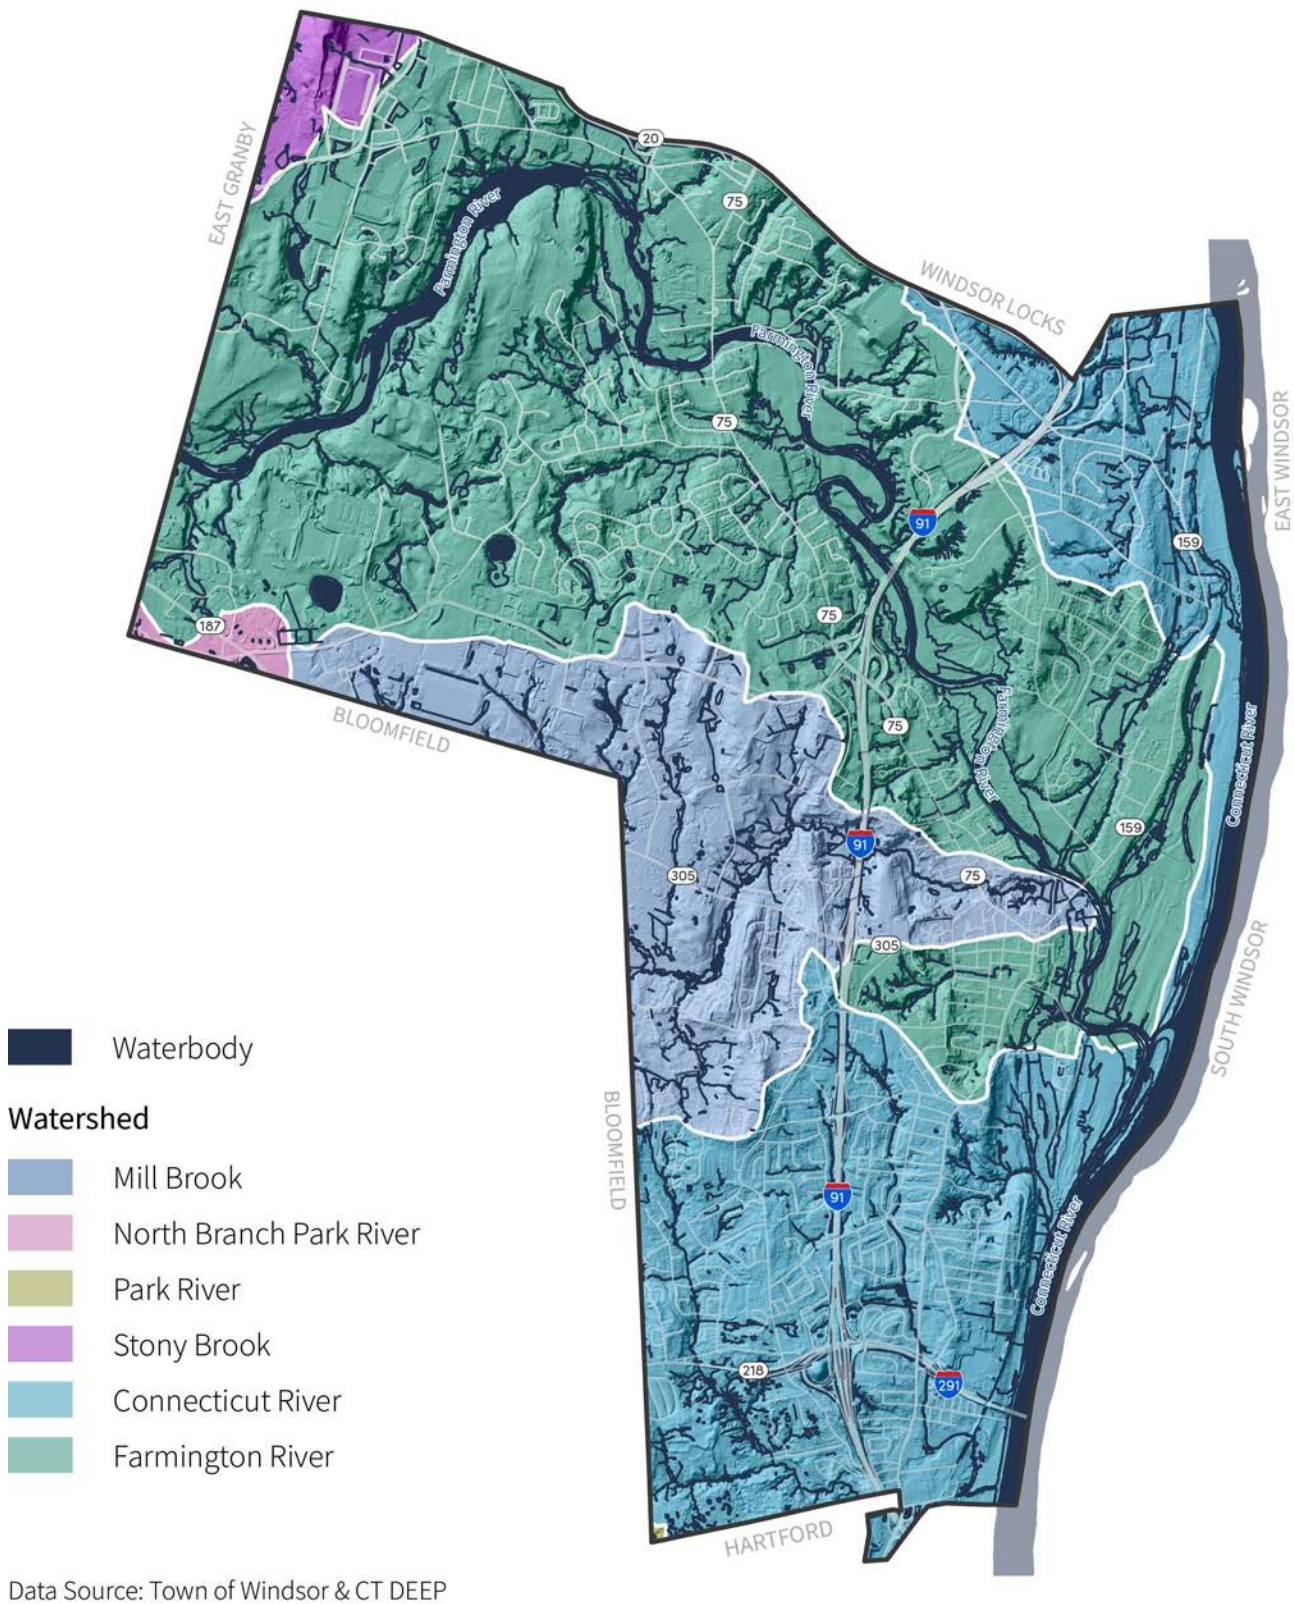 20
EAST GRANBY
75
Farmington River
WINDSOR LOCKS
Farmington River
75
EAST WINDSOR
91
159
75
187
Farmington River
BLOOMFIELD
75
Connecticut River
159
91
305
75
305
SOUTH WINDSOR
Waterbody
Watershed
BLOOMFIELD
Mill Brook
91
North Branch Park River
Connecticut River
Park River
Stony Brook
218
291
Connecticut River
Farmington River
HARTFORD
Data Source: Town of Windsor & CT DEEP